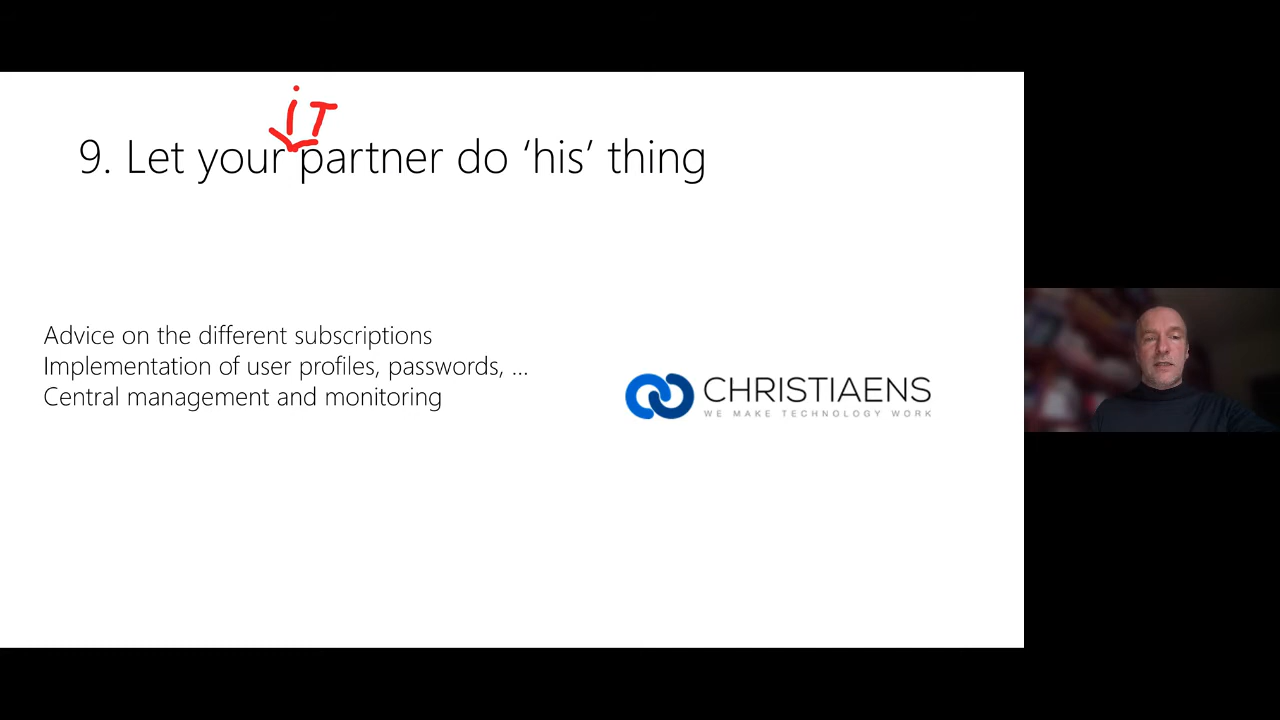 iT
9. Let your partner do ‘his’ thing
Advice on the different subscriptions
Implementation of user profiles, passwords, ...
Central management and monitoring
CHRISTIAENS
WE MAKE TECHNOLOGY WORK